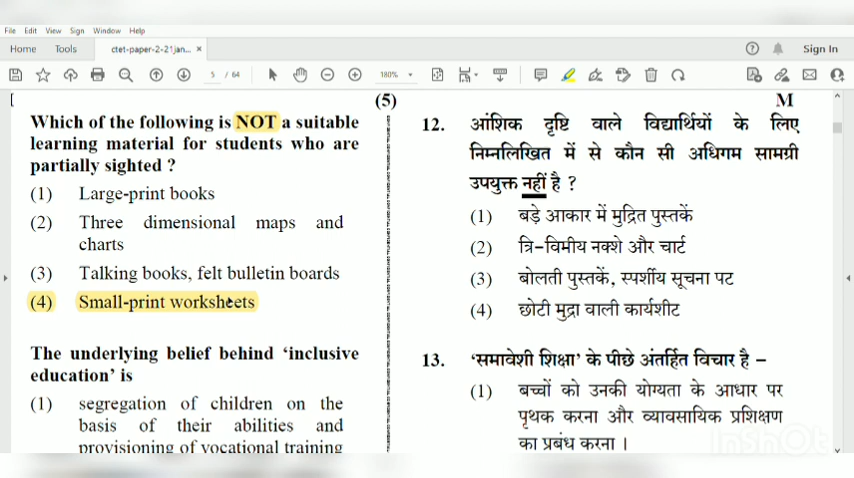 File Edit View Sign Window Help
Home Tools ctet-paper-2-21jan... × Sign In
5 / 64 180%
[ (5) M
Which of the following is NOT a suitable
learning material for students who are
partially sighted ?
(1) Large-print books
(2) Three dimensional maps and
charts
(3) Talking books, felt bulletin boards
(4) Small-print worksheets
The underlying belief behind ‘inclusive
education’ is
(1) segregation of children on the
basis of their abilities and
provisioning of vocational training
12. आंशिक दृष्टि वाले विद्यार्थियों के लिए
निम्नलिखित में से कौन सी अधिगम सामग्री
उपयुक्त नहीं है ?
(1) बड़े आकार में मुद्रित पुस्तकें
(2) त्रि-विमीय नक्शे और चार्ट
(3) बोलती पुस्तकें, स्पर्शीय सूचना पट
(4) छोटी मुद्रा वाली कार्यशीट
13. ‘समावेशी शिक्षा’ के पीछे अंतर्हित विचार है –
(1) बच्चों को उनकी योग्यता के आधार पर
पृथक करना और व्यावसायिक प्रशिक्षण
का प्रबंध करना ।
InShOt